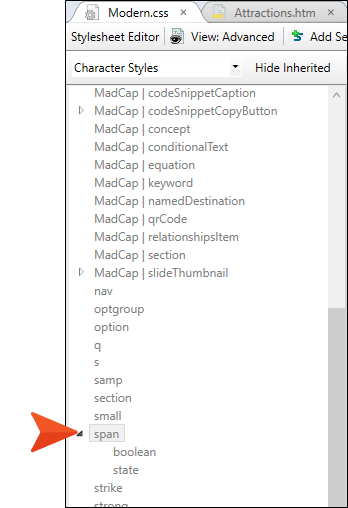 Modern.css × Attractions.htm ×
Stylesheet Editor View: Advanced Add Se
Character Styles Hide Inherited
MadCap | codeSnippetCaption
MadCap | codeSnippetCopyButton
MadCap | concept
MadCap | conditionalText
MadCap | equation
MadCap | keyword
MadCap | namedDestination
MadCap | qrCode
MadCap | relationshipsItem
MadCap | section
MadCap | slideThumbnail
nav
optgroup
option
q
s
samp
section
small
span
boolean
state
strike
strong